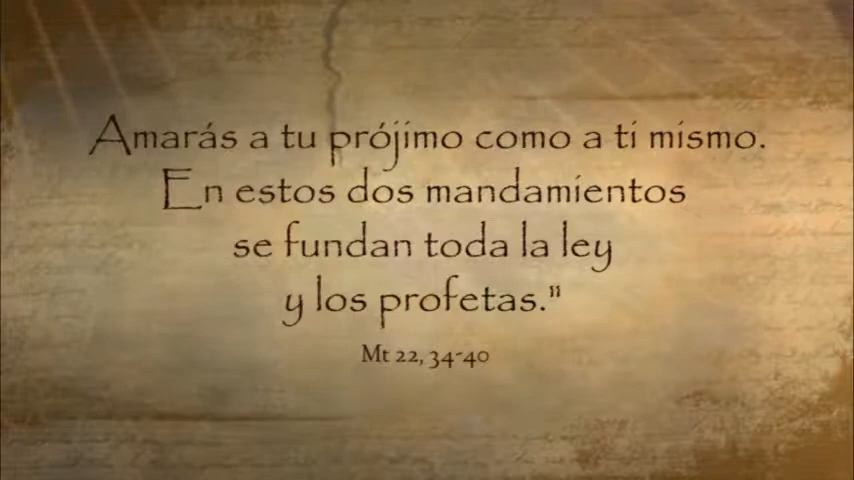 Amarás a tu prójimo como a ti mismo.
En estos dos mandamientos
se fundan toda la ley
y los profetas."
Mt 22, 34-40